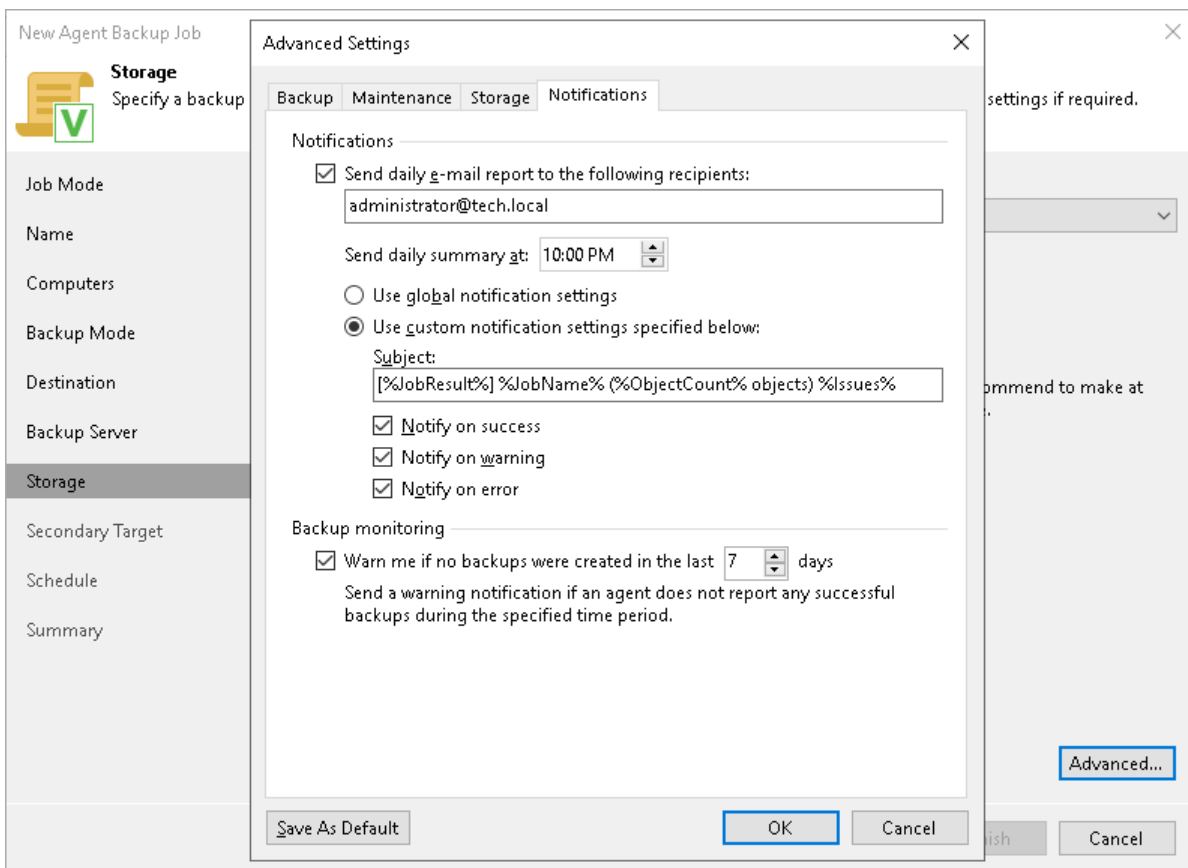 New Agent Backup Job
Storage
Specify a backup
settings if required.
V
Job Mode
Name
Computers
Backup Mode
Destination
Backup Server
Storage
Secondary Target
Schedule
Summary
Advanced Settings
Backup Maintenance Storage Notifications
Notifications
Send daily e-mail report to the following recipients:
administrator@tech.local
Send daily summary at: 10:00 PM
Use global notification settings
Use custom notification settings specified below:
Subject:
[%JobResult%] %JobName% (%ObjectCount% objects) %Issues%
Notify on success
Notify on warning
Notify on error
Backup monitoring
Warn me if no backups were created in the last 7 days
Send a warning notification if an agent does not report any successful
backups during the specified time period.
Save As Default OK Cancel
to make at
Advanced...
Cancel